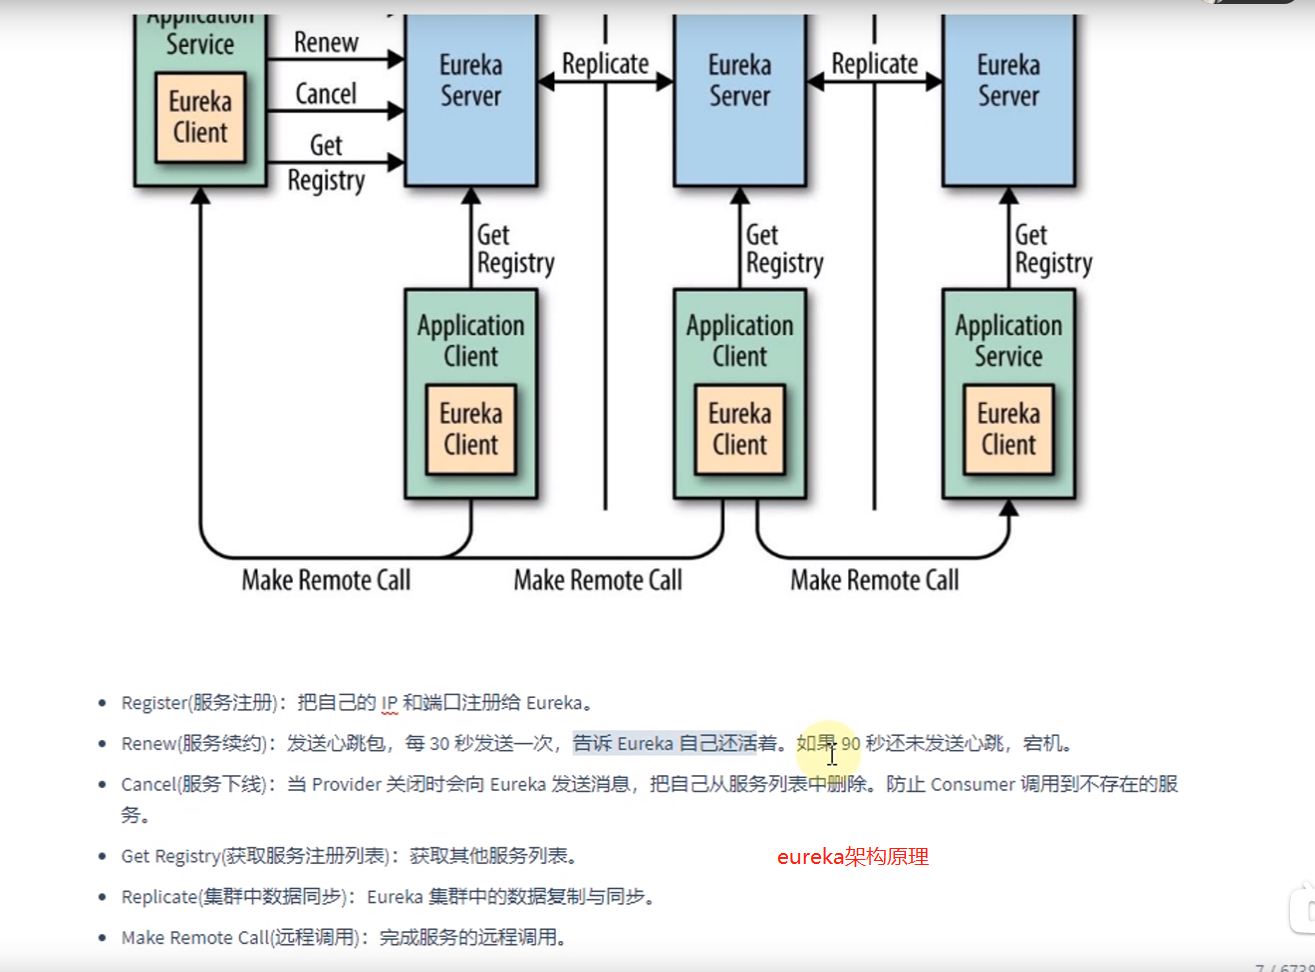 Application
Service
Eureka
Client
Renew
Cancel
Get
Registry
Eureka
Server
Replicate
Eureka
Server
Replicate
Eureka
Server
Get
Registry
Get
Registry
Get
Registry
Application
Client
Eureka
Client
Application
Client
Eureka
Client
Application
Service
Eureka
Client
Make Remote Call
Make Remote Call
Make Remote Call
Register(服务注册)：把自己的 IP 和端口注册给 Eureka。
Renew(服务续约)：发送心跳包，每 30 秒发送一次，告诉 Eureka 自己还活着。如果 90 秒还未发送心跳，宕机。
Cancel(服务下线)：当 Provider 关闭时会向 Eureka 发送消息，把自己从服务列表中删除。防止 Consumer 调用到不存在的服
务。
Get Registry(获取服务注册列表)：获取其他服务列表。
eureka架构原理
Replicate(集群中数据同步)：Eureka 集群中的数据复制与同步。
Make Remote Call(远程调用)：完成服务的远程调用。